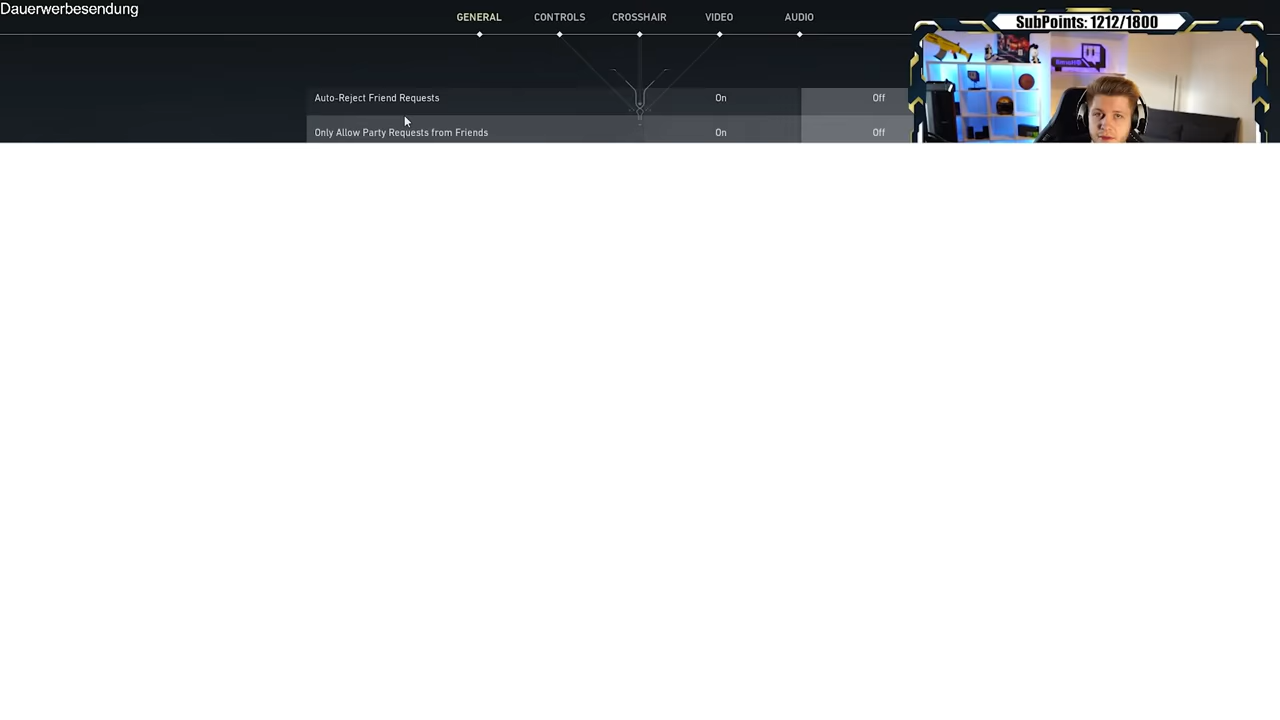 Dauerwerbesendung
GENERAL CONTROLS CROSSHAIR VIDEO AUDIO
SubPoints: 1212/1800
Auto-Reject Friend Requests On Off
Only Allow Party Requests from Friends On Off